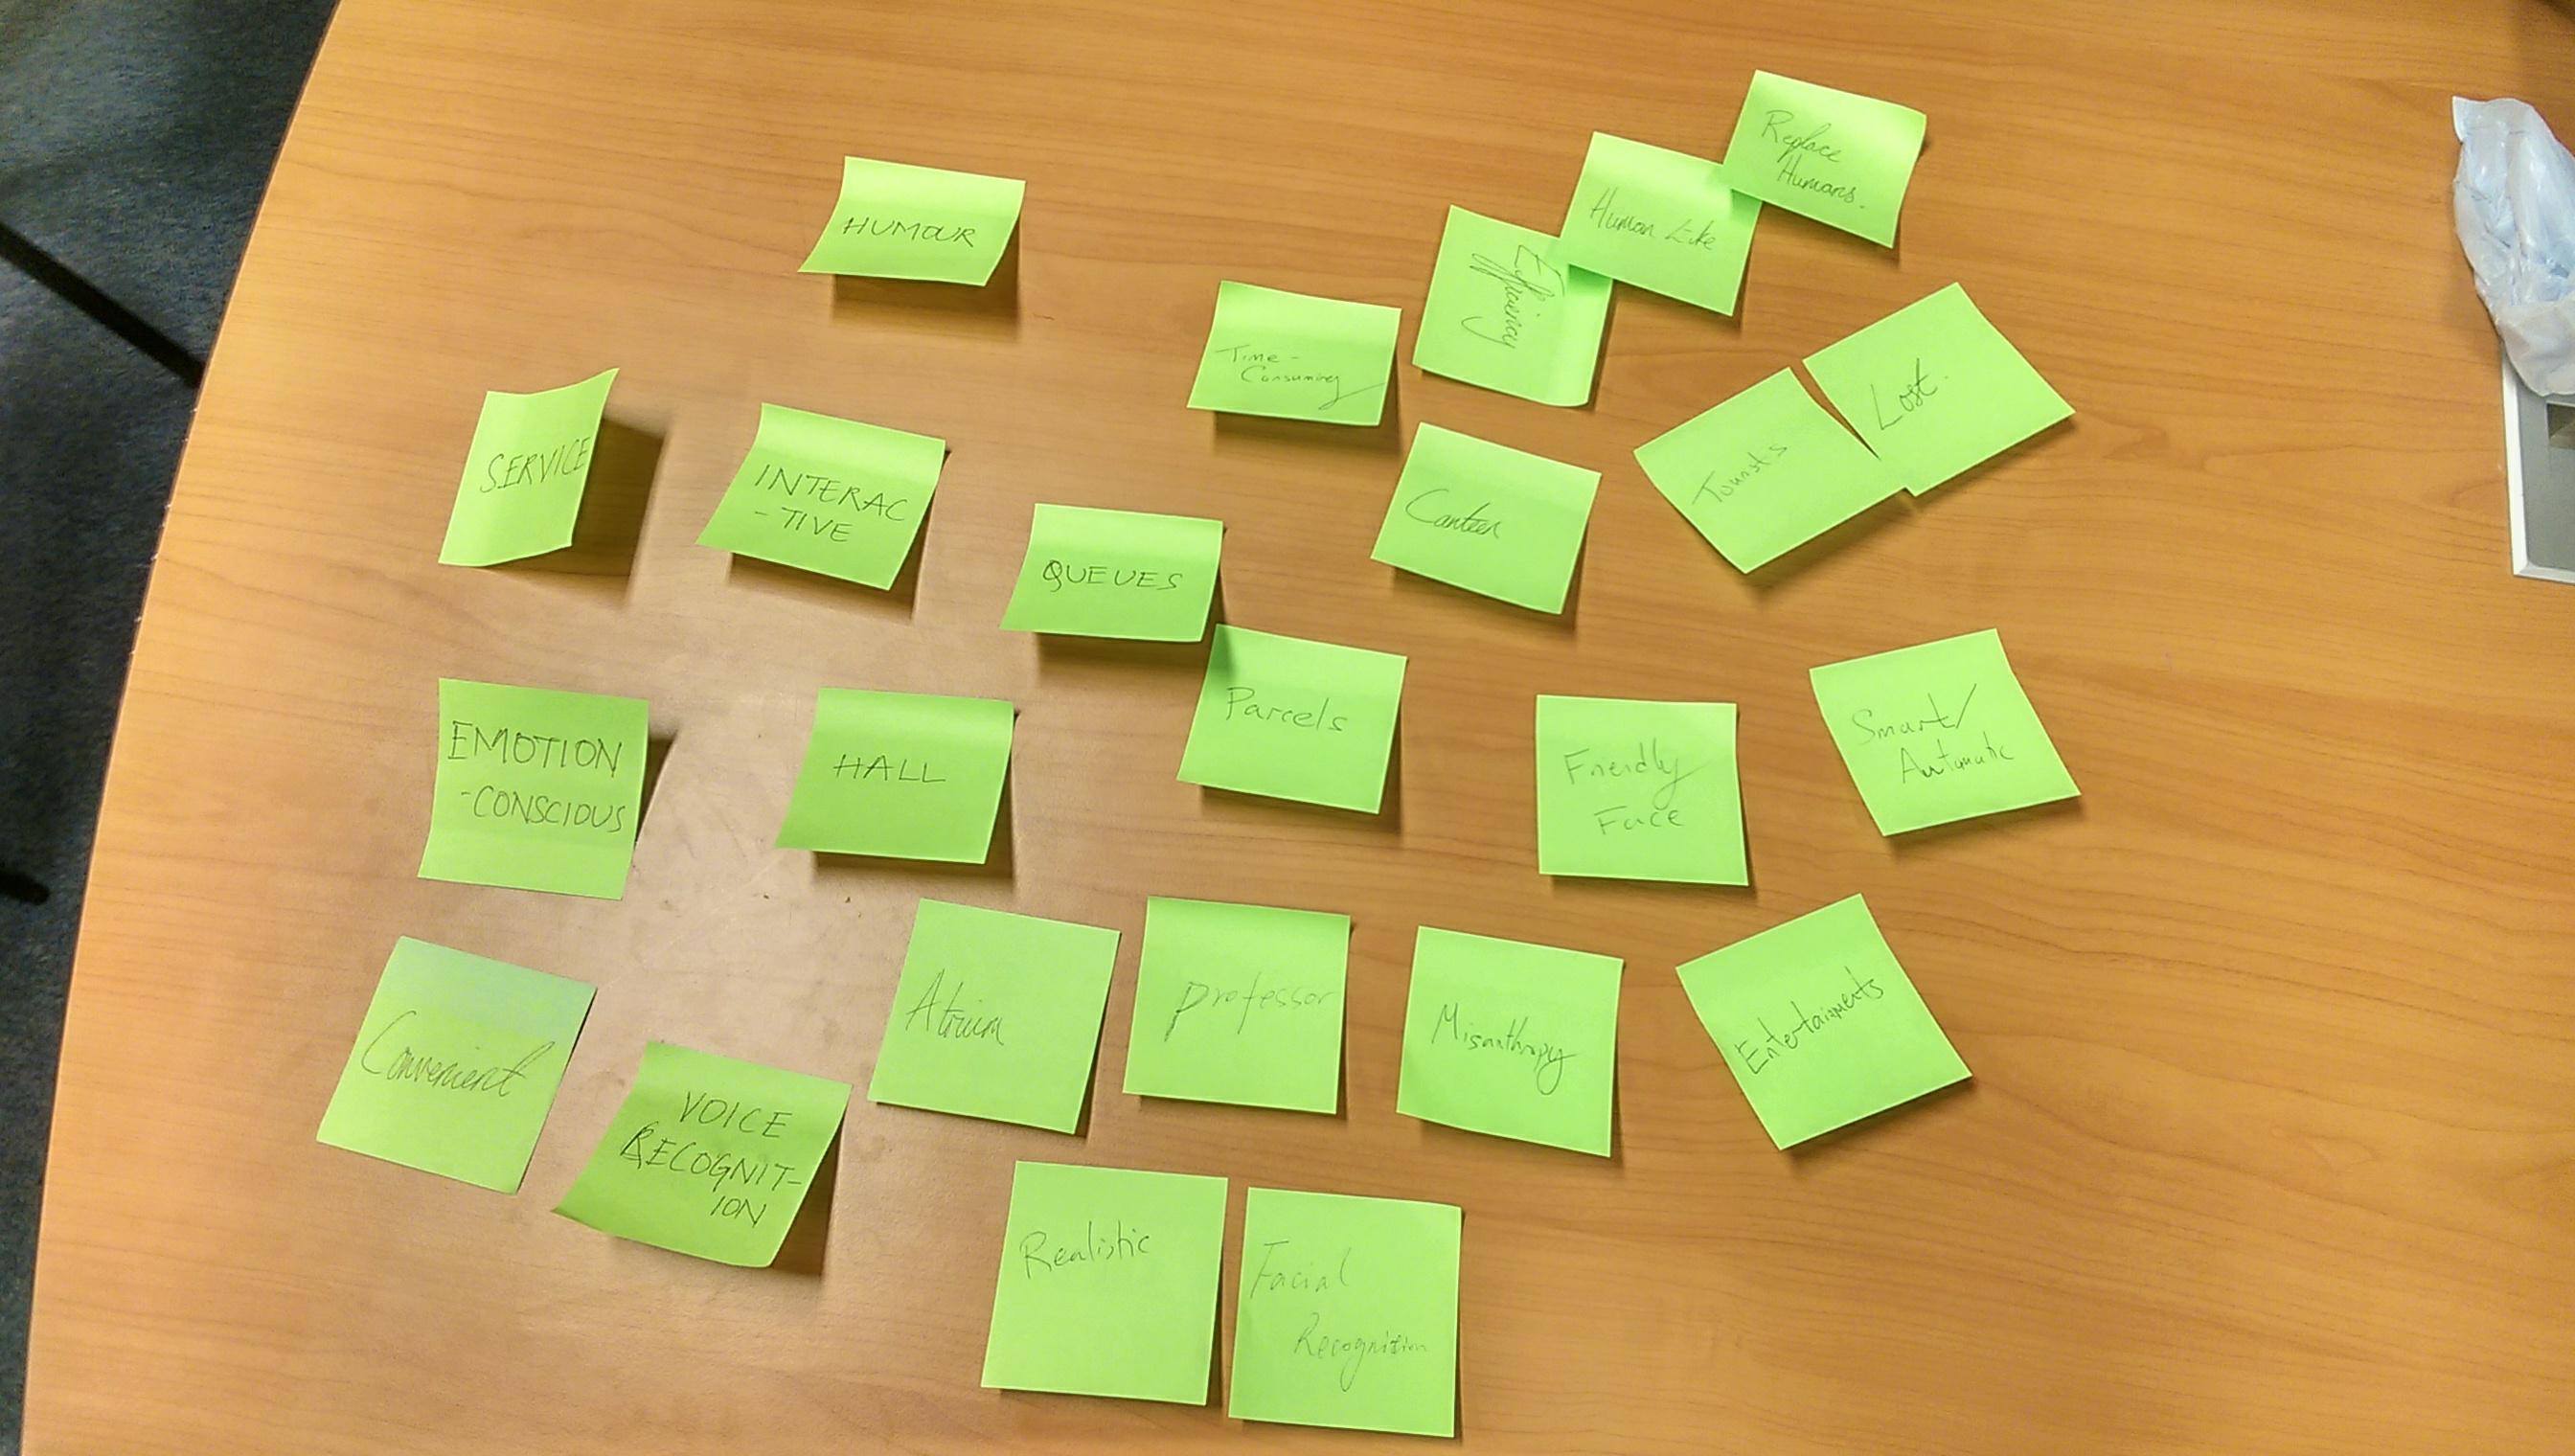 Replace
Humans.
Human Like
HUMOUR
Efficiency
Time-
Consuming
Lost.
Tourists
SERVICE
INTERAC
-TIVE
Canteen
QUEUES
Parcels
EMOTION
-CONSCIOUS
HALL
Friendly
Face
Smart/
Automatic
Convenient
Atrium
Professor
Misanthropy
Entertainments
VOICE
RECOGNIT-
ION
Realistic
Facial
Recognition